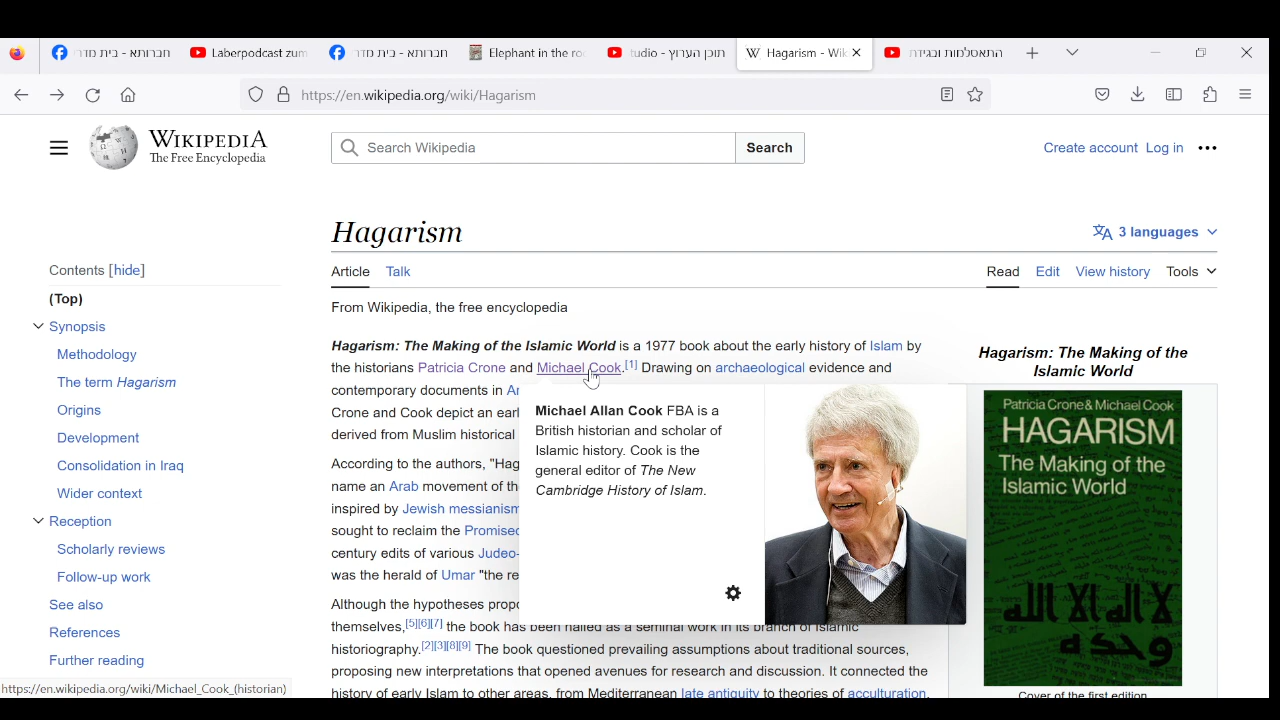 חברותא - בית מדר
Laberpodcast zum
חברותא - בית מדר
Elephant in the ro
tudio - תוכן הערוץ
Hagarism - Wik
התאסלמות ובגידה
https://en.wikipedia.org/wiki/Hagarism
WIKIPEDIA
The Free Encyclopedia
Search Wikipedia
Search
Create account Log in
Hagarism
3 languages
Article Talk
Read Edit View history Tools
From Wikipedia, the free encyclopedia
Contents [hide]
(Top)
Synopsis
Methodology
The term Hagarism
Origins
Development
Consolidation in Iraq
Wider context
Reception
Scholarly reviews
Follow-up work
See also
References
Further reading
https://en.wikipedia.org/wiki/Michael_Cook_(historian)
Hagarism: The Making of the Islamic World is a 1977 book about the early history of Islam by
the historians Patricia Crone and Michael Cook.[1] Drawing on archaeological evidence and
contemporary documents in Ar
Crone and Cook depict an earl
derived from Muslim historical
According to the authors, "Hag
name an Arab movement of th
inspired by Jewish messianism
sought to reclaim the Promised
century edits of various Judeo-
was the herald of Umar "the re
Although the hypotheses propo
themselves,[5][6][7] the book has been hailed as a seminal work in its branch of Islamic
historiography.[2][3][8][9] The book questioned prevailing assumptions about traditional sources,
proposing new interpretations that opened avenues for research and discussion. It connected the
history of early Islam to other areas, from Mediterranean late antiquity to theories of acculturation.
Michael Allan Cook FBA is a
British historian and scholar of
Islamic history. Cook is the
general editor of The New
Cambridge History of Islam.
Hagarism: The Making of the
Islamic World
Patricia Crone & Michael Cook
HAGARISM
The Making of the
Islamic World
لا اله الا الله
وحده
Cover of the first edition